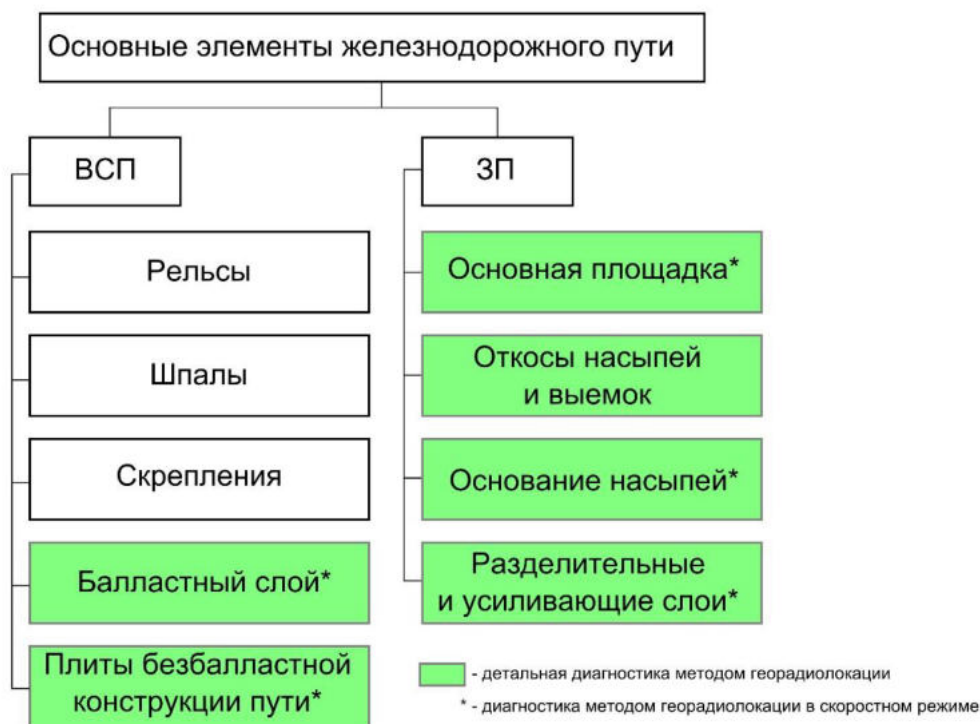 Основные элементы железнодорожного пути
ВСП
Рельсы
Шпалы
Скрепления
Балластный слой*
Плиты безбалластной
конструкции пути*
ЗП
Основная площадка*
Откосы насыпей
и выемок
Основание насыпей*
Разделительные
и усиливающие слои*
- детальная диагностика методом георадиолокации
* - диагностика методом георадиолокации в скоростном режиме